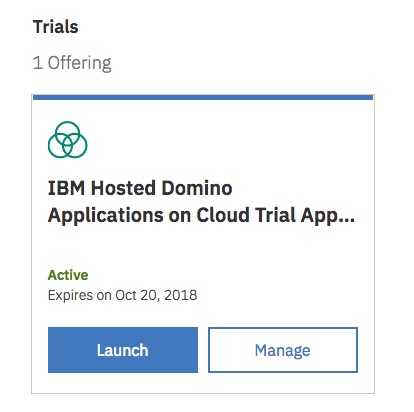 Trials
1 Offering
IBM Hosted Domino
Applications on Cloud Trial App...
Active
Expires on Oct 20, 2018
Launch
Manage